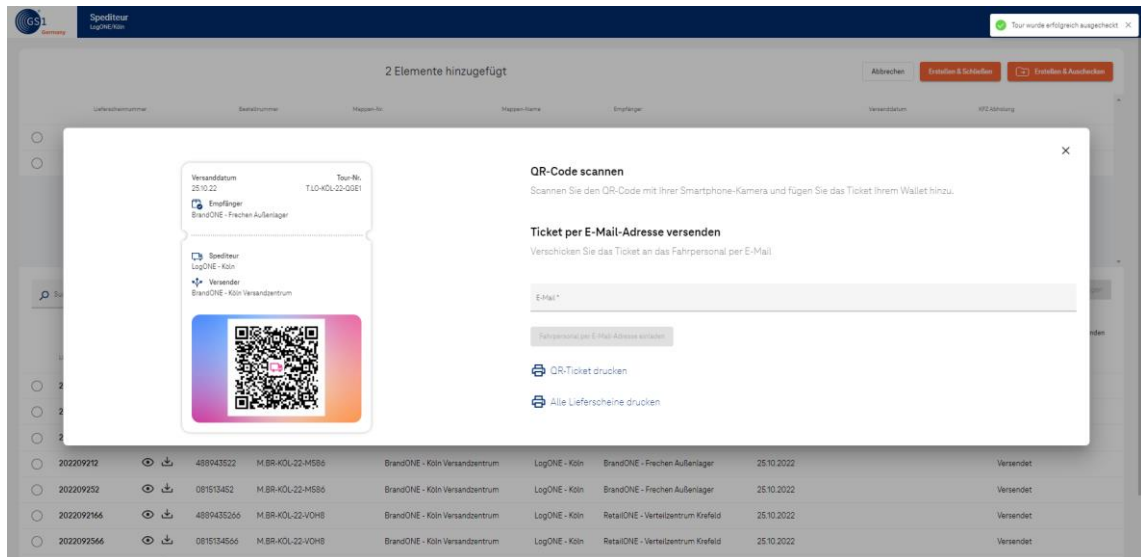 GS1
Germany
Spediteur
LogONE/Köln
Tour wurde erfolgreich ausgecheckt
2 Elemente hinzugefügt
Abbrechen
Erstellen & Schließen
Erstellen & Auschecken
Lieferscheinnummer Bestellnummer Mappen-Nr. Mappen-Name Empfänger Versanddatum KFZ Abholung
Versanddatum Tour-Nr.
25.10.22 T.LO-KÖL-22-QGE1
Empfänger
BrandONE - Frechen Außenlager
Spediteur
LogONE - Köln
Versender
BrandONE - Köln Versandzentrum
QR-Code scannen
Scannen Sie den QR-Code mit Ihrer Smartphone-Kamera und fügen Sie das Ticket Ihrem Wallet hinzu.
Ticket per E-Mail-Adresse versenden
Verschicken Sie das Ticket an das Fahrpersonal per E-Mail
E-Mail *
Fahrpersonal per E-Mail-Adresse einladen
QR-Ticket drucken
Alle Lieferscheine drucken
202209212 488943522 M.BR-KÖL-22-MS86 BrandONE - Köln Versandzentrum LogONE - Köln BrandONE - Frechen Außenlager 25.10.2022 Versendet
202209252 081513452 M.BR-KÖL-22-MS86 BrandONE - Köln Versandzentrum LogONE - Köln BrandONE - Frechen Außenlager 25.10.2022 Versendet
2022092166 4889435266 M.BR-KÖL-22-VOH8 BrandONE - Köln Versandzentrum LogONE - Köln RetailONE - Verteilzentrum Krefeld 25.10.2022 Versendet
2022092566 0815134566 M.BR-KÖL-22-VOH8 BrandONE - Köln Versandzentrum LogONE - Köln RetailONE - Verteilzentrum Krefeld 25.10.2022 Versendet